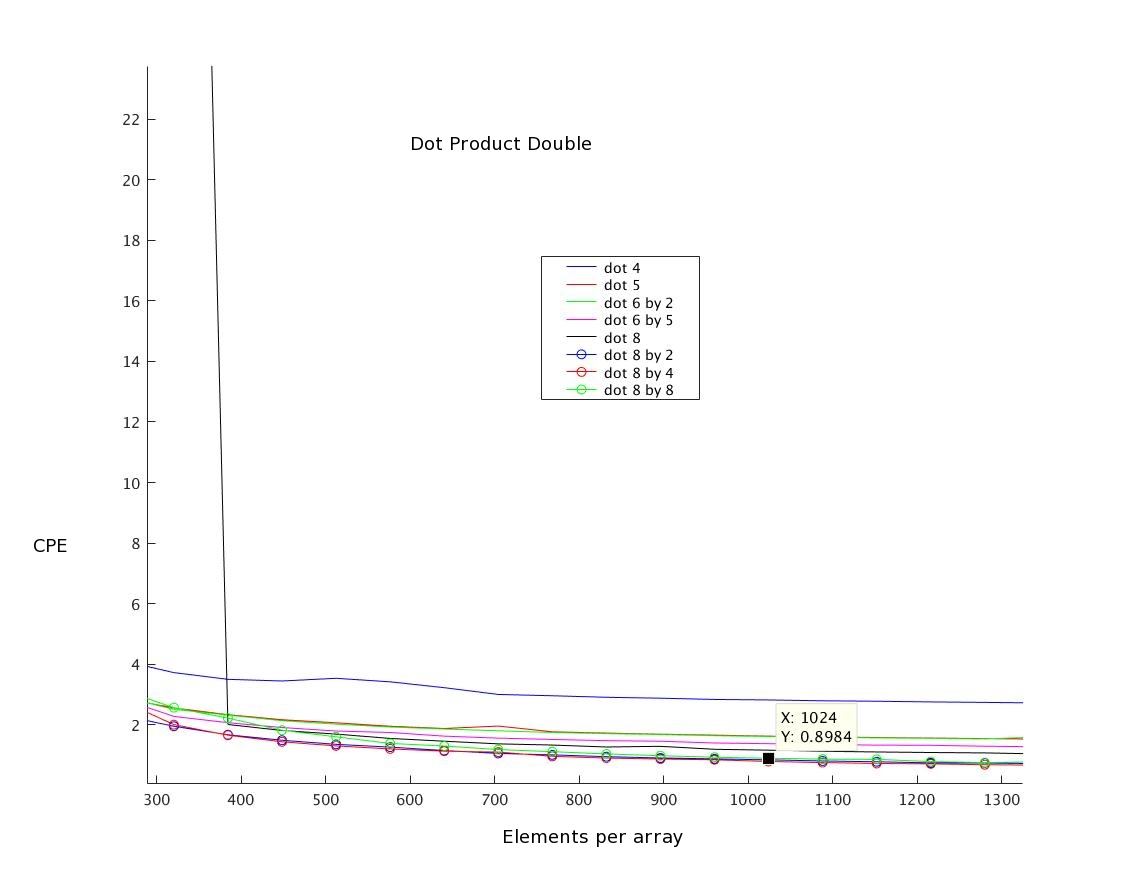 22
Dot Product Double
20
18
dot 4
dot 5
dot 6 by 2
dot 6 by 5
dot 8
dot 8 by 2
dot 8 by 4
dot 8 by 8
16
14
12
10
CPE
8
6
4
2
X: 1024
Y: 0.8984
300 400 500 600 700 800 900 1000 1100 1200 1300
Elements per array